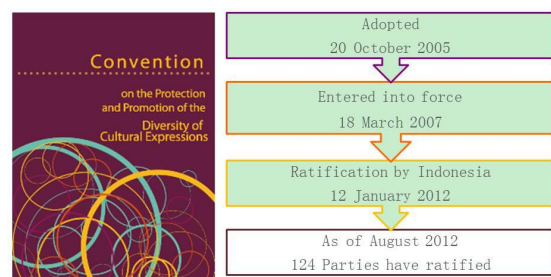 Convention
on the Protection
and Promotion of the
Diversity of
Cultural Expressions
Adopted
20 October 2005
Entered into force
18 March 2007
Ratification by Indonesia
12 January 2012
As of August 2012
124 Parties have ratified